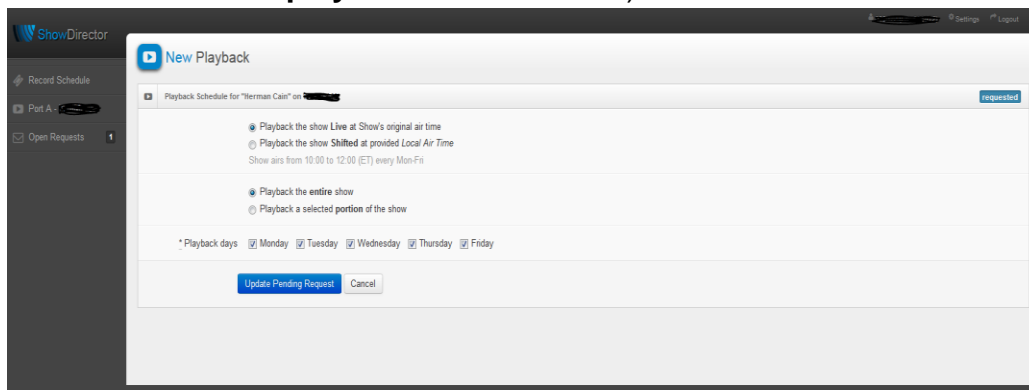 Settings Logout
ShowDirector
New Playback
Record Schedule
Playback Schedule for "Herman Cain" on
requested
Port A -
Playback the show Live at Show's original air time
Open Requests 1
Playback the show Shifted at provided Local Air Time
Show airs from 10:00 to 12:00 (ET) every Mon-Fri
Playback the entire show
Playback a selected portion of the show
* Playback days Monday Tuesday Wednesday Thursday Friday
Update Pending Request Cancel